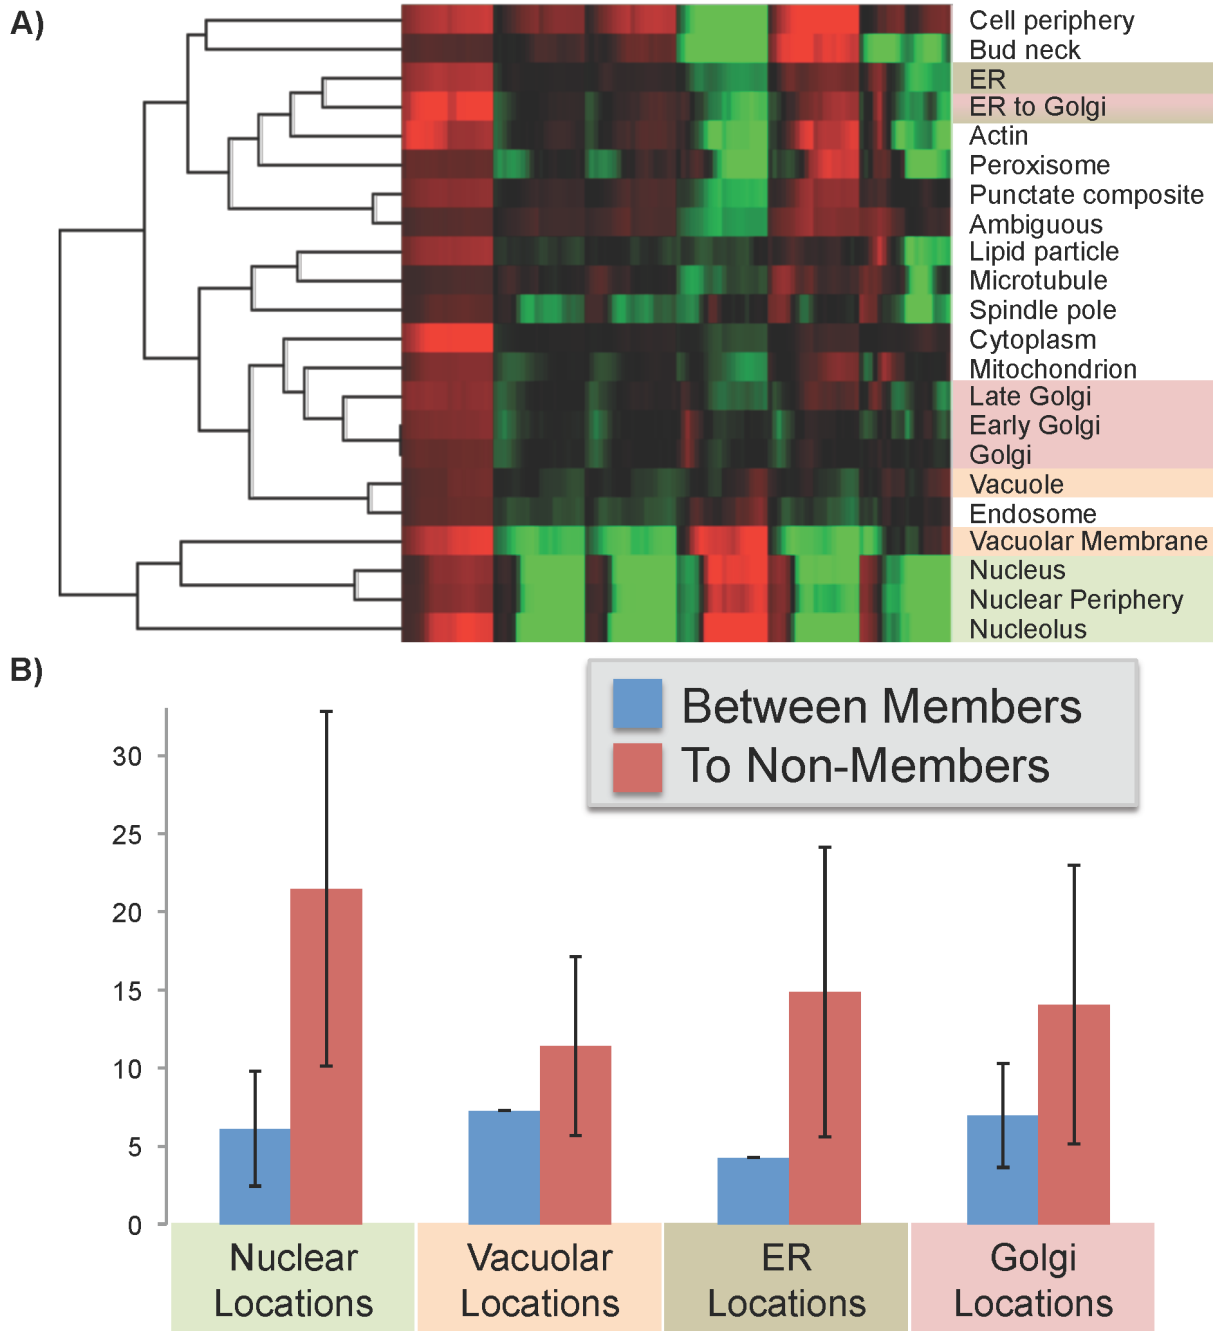 A)
Cell periphery
Bud neck
ER
ER to Golgi
Actin
Peroxisome
Punctate composite
Ambiguous
Lipid particle
Microtubule
Spindle pole
Cytoplasm
Mitochondrion
Late Golgi
Early Golgi
Golgi
Vacuole
Endosome
Vacuolar Membrane
Nucleus
Nuclear Periphery
Nucleolus
B)
Between Members
To Non-Members
30
25
20
15
10
5
0
Nuclear
Locations
Vacuolar
Locations
ER
Locations
Golgi
Locations